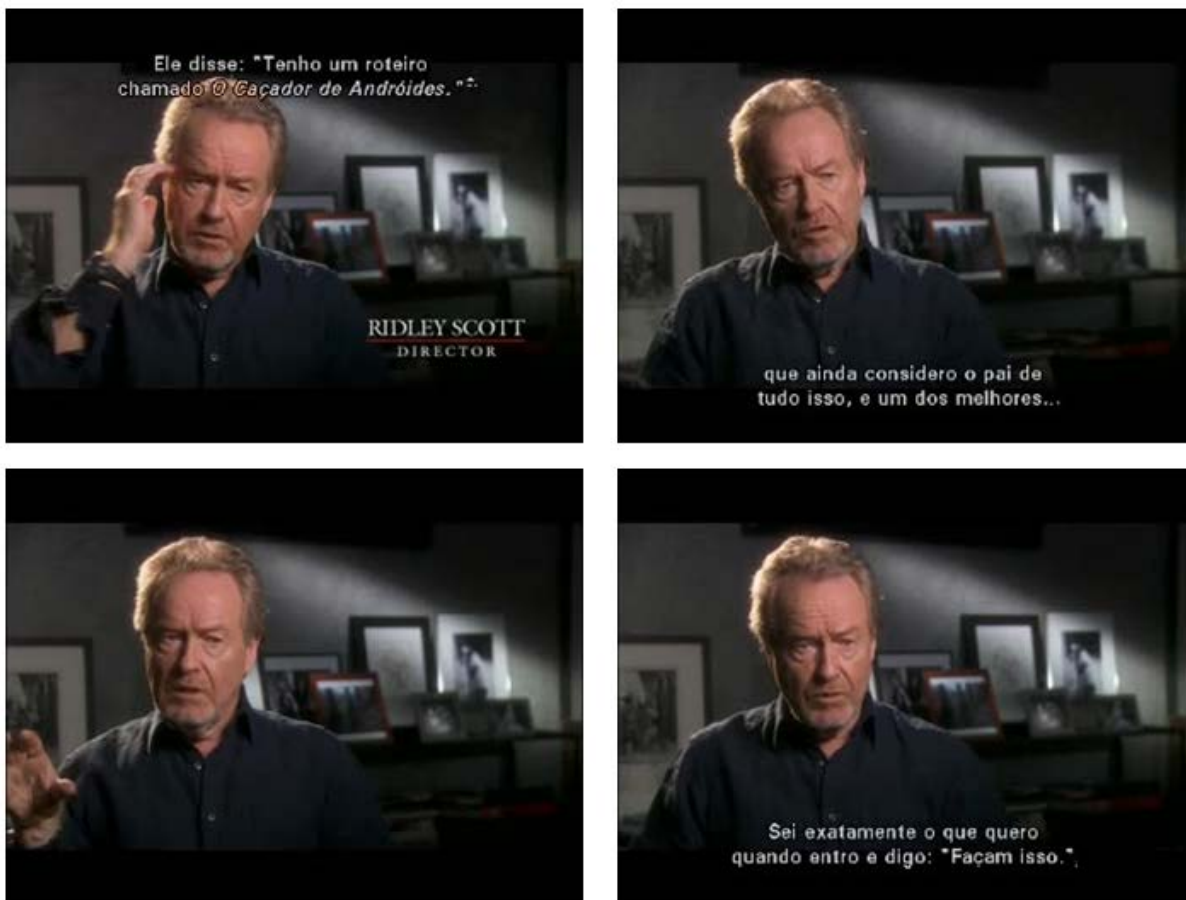 Ele disse: "Tenho um roteiro
chamado O Caçador de Andróides."
RIDLEY SCOTT
DIRECTOR
que ainda considero o pai de
tudo isso, e um dos melhores...
Sei exatamente o que quero
quando entro e digo: "Façam isso."